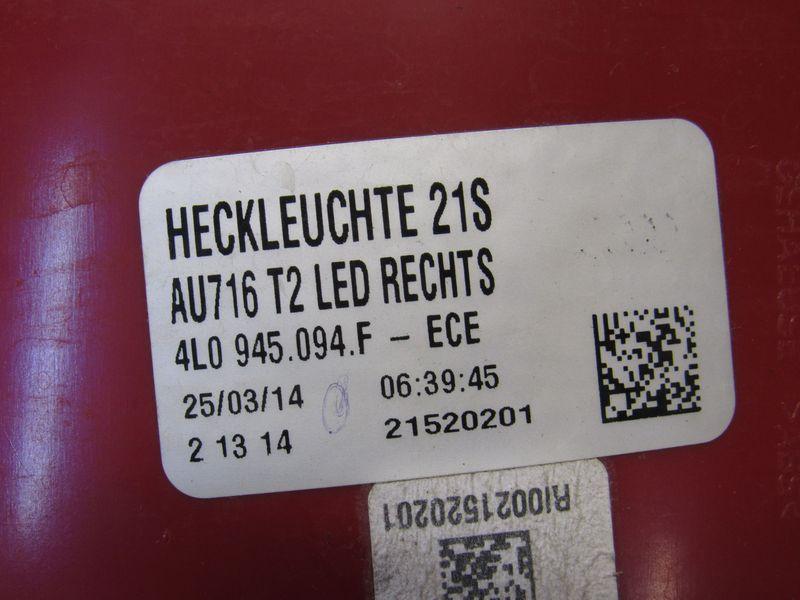 HECKLEUCHTE 21S
AU716 T2 LED RECHTS
4L0 945.094.F - ECE
25/03/14 06:39:45
2 13 14 21520201
RI0021520201